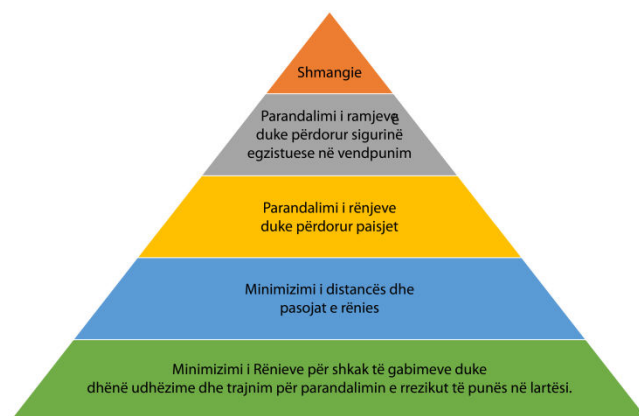 Shmangie
Parandalimi i ramjeve
duke përdorur sigurinë
egzistuese në vendpunim
Parandalimi i rënjeve
duke përdorur paisjet
Minimizimi i distancës dhe
pasojat e rënies
Minimizimi i Rënieve për shkak të gabimeve duke
dhënë udhëzime dhe trajnim për parandalimin e rrezikut të punës në lartësi.